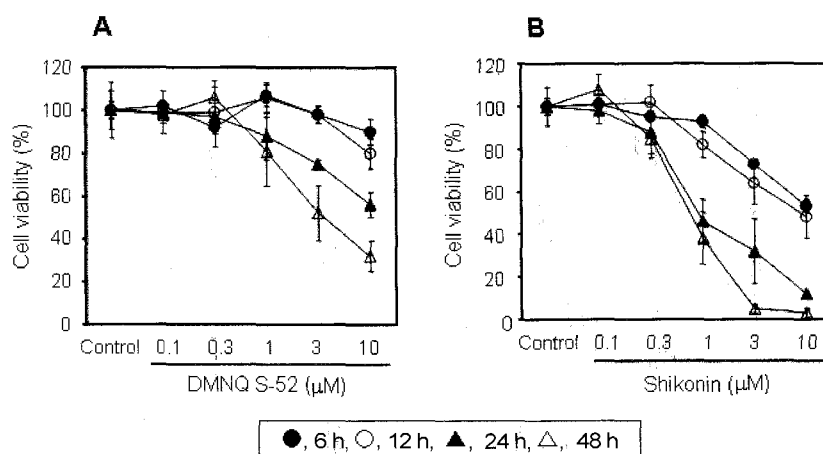 A
B
120
100
80
60
40
20
0
Cell viability (%)
Control 0.1 0.3 1 3 10
DMNQ S-52 (μM)
120
100
80
60
40
20
0
Cell viability (%)
Control 0.1 0.3 1 3 10
Shikonin (μM)
●, 6 h, ○, 12 h, ▲, 24 h, △, 48 h